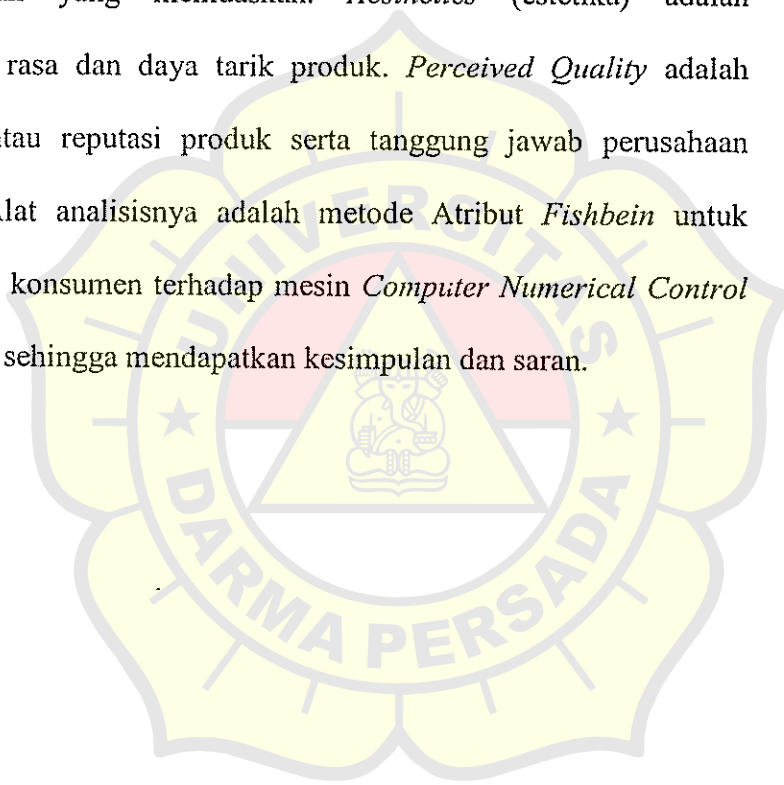 yang memuaskan. Aesthetics (estetika) adalah
rasa dan daya tarik produk. Perceived Quality adalah
atau reputasi produk serta tanggung jawab perusahaan
Alat analisisnya adalah metode Atribut Fishbein untuk
konsumen terhadap mesin Computer Numerical Control
sehingga mendapatkan kesimpulan dan saran.
UNIVERSITAS
DARMA PERSADA